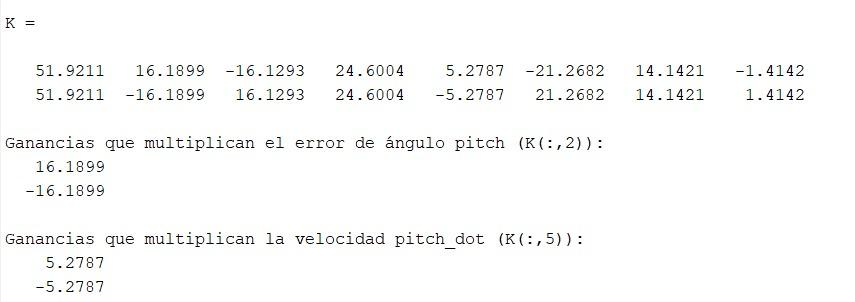 K =
51.9211 16.1899 -16.1293 24.6004 5.2787 -21.2682 14.1421 -1.4142
51.9211 -16.1899 16.1293 24.6004 -5.2787 21.2682 14.1421 1.4142
Ganancias que multiplican el error de ángulo pitch (K(:,2)):
16.1899
-16.1899
Ganancias que multiplican la velocidad pitch_dot (K(:,5)):
5.2787
-5.2787